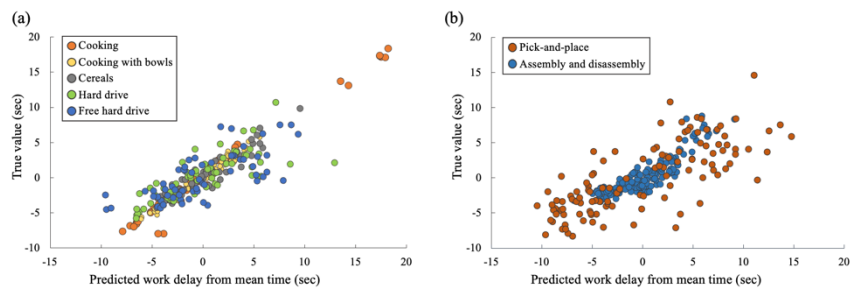 (a)
Cooking
Cooking with bowls
Cereals
Hard drive
Free hard drive
True value (sec)
20
15
10
5
0
-5
-10
-15 -10 -5 0 5 10 15 20
Predicted work delay from mean time (sec)
(b)
Pick-and-place
Assembly and disassembly
True value (sec)
20
15
10
5
0
-5
-10
-15 -10 -5 0 5 10 15 20
Predicted work delay from mean time (sec)